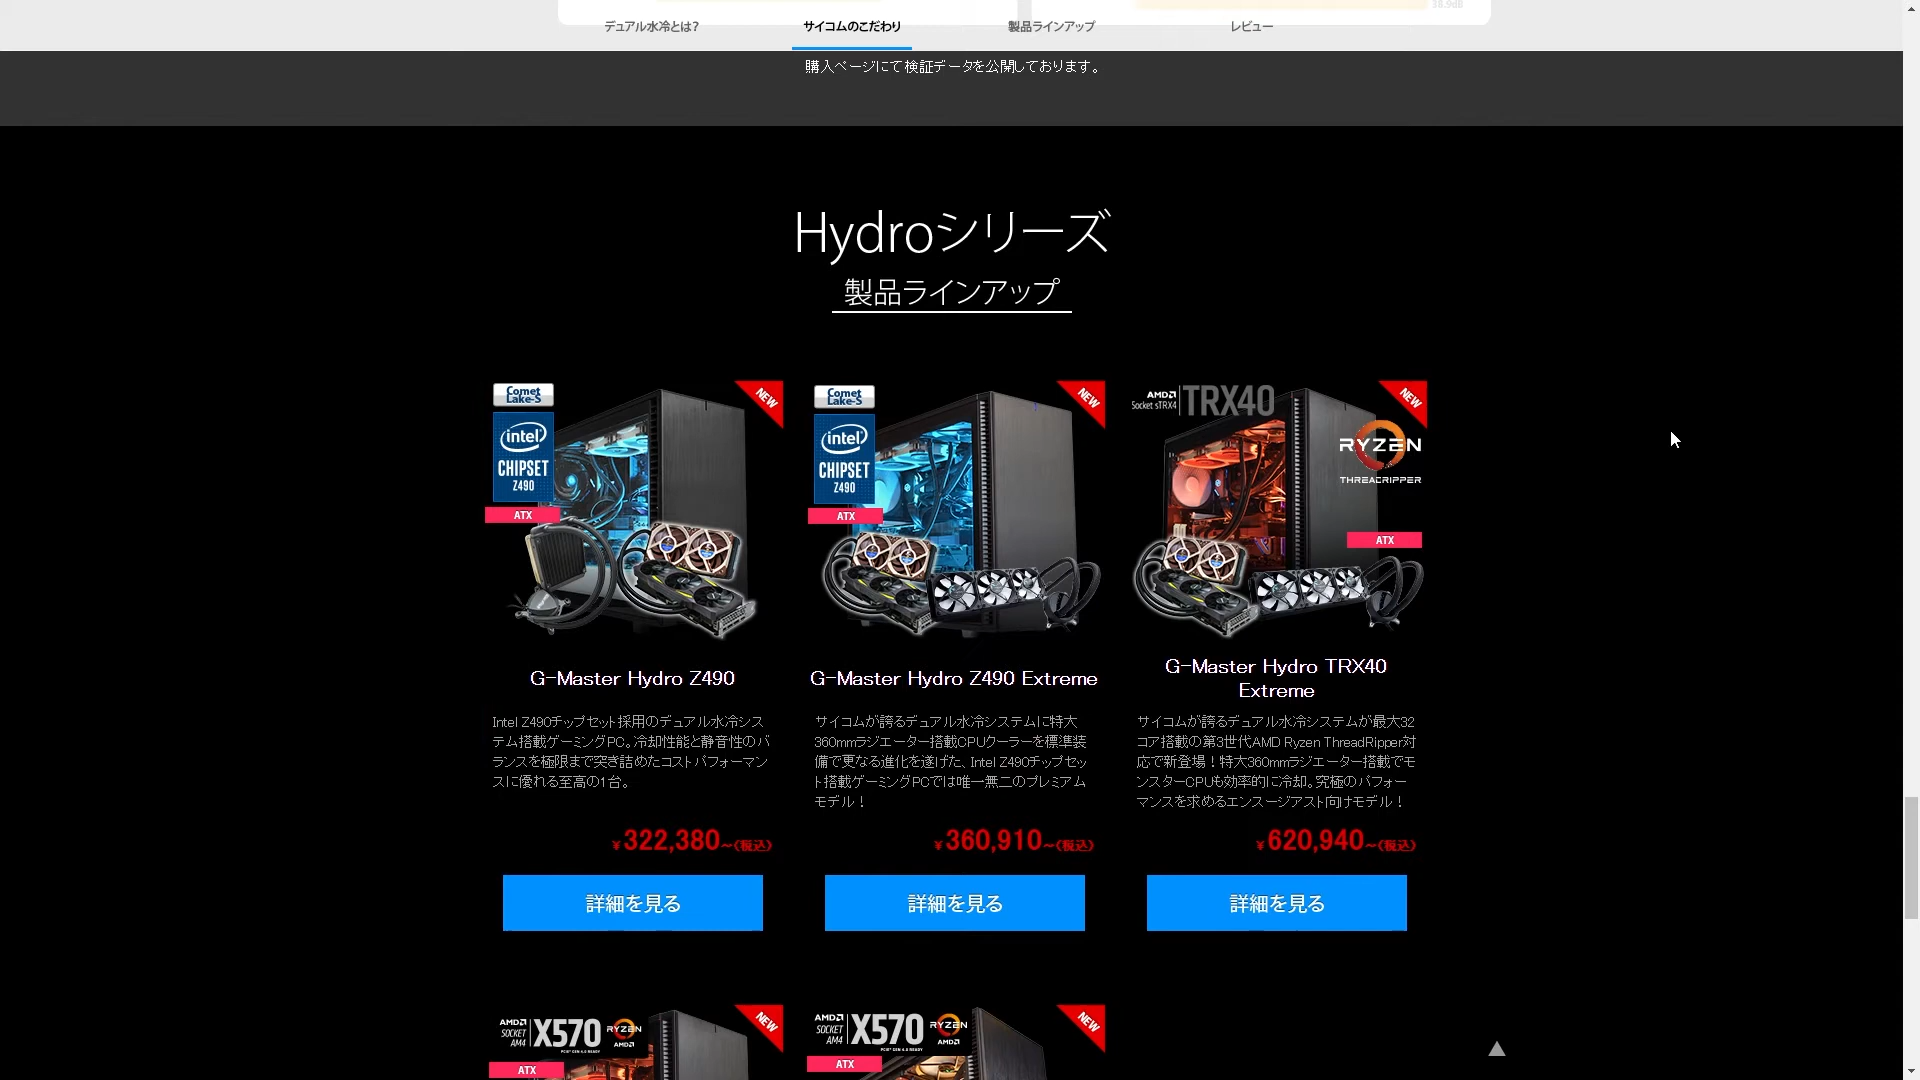 38.9dB
デュアル水冷とは?
サイコムのこだわり
製品ラインアップ
レビュー
購入ページにて検証データを公開しております。
Hydroシリーズ
製品ラインアップ
Comet
Lake-S
intel
CHIPSET
Z490
ATX
NEW
G-Master Hydro Z490
Intel Z490チップセット採用のデュアル水冷シス
テム搭載ゲーミングPC。冷却性能と静音性のバ
ランスを極限まで突き詰めたコストパフォーマン
スに優れる至高の1台。
¥322,380~(税込)
詳細を見る
Comet
Lake-S
intel
CHIPSET
Z490
ATX
NEW
G-Master Hydro Z490 Extreme
サイコムが誇るデュアル水冷システムに特大
360mmラジエーター搭載CPUクーラーを標準装
備で更なる進化を遂げた、Intel Z490チップセッ
ト搭載ゲーミングPCでは唯一無二のプレミアム
モデル!
¥360,910~(税込)
詳細を見る
AMD
Socket sTRX4
TRX40
NEW
RYZEN
THREADRIPPER
ATX
G-Master Hydro TRX40
Extreme
サイコムが誇るデュアル水冷システムが最大32
コア搭載の第3世代AMD Ryzen ThreadRipper対
応で新登場!特大360mmラジエーター搭載でモ
ンスターCPUも効率的に冷却。究極のパフォー
マンスを求めるエンスージアスト向けモデル!
¥620,940~(税込)
詳細を見る
AMD
SOCKET
AM4
X570
PCIe GEN 4.0 READY
RYZEN
AMD
ATX
NEW
AMD
SOCKET
AM4
X570
PCIe GEN 4.0 READY
RYZEN
AMD
ATX
NEW